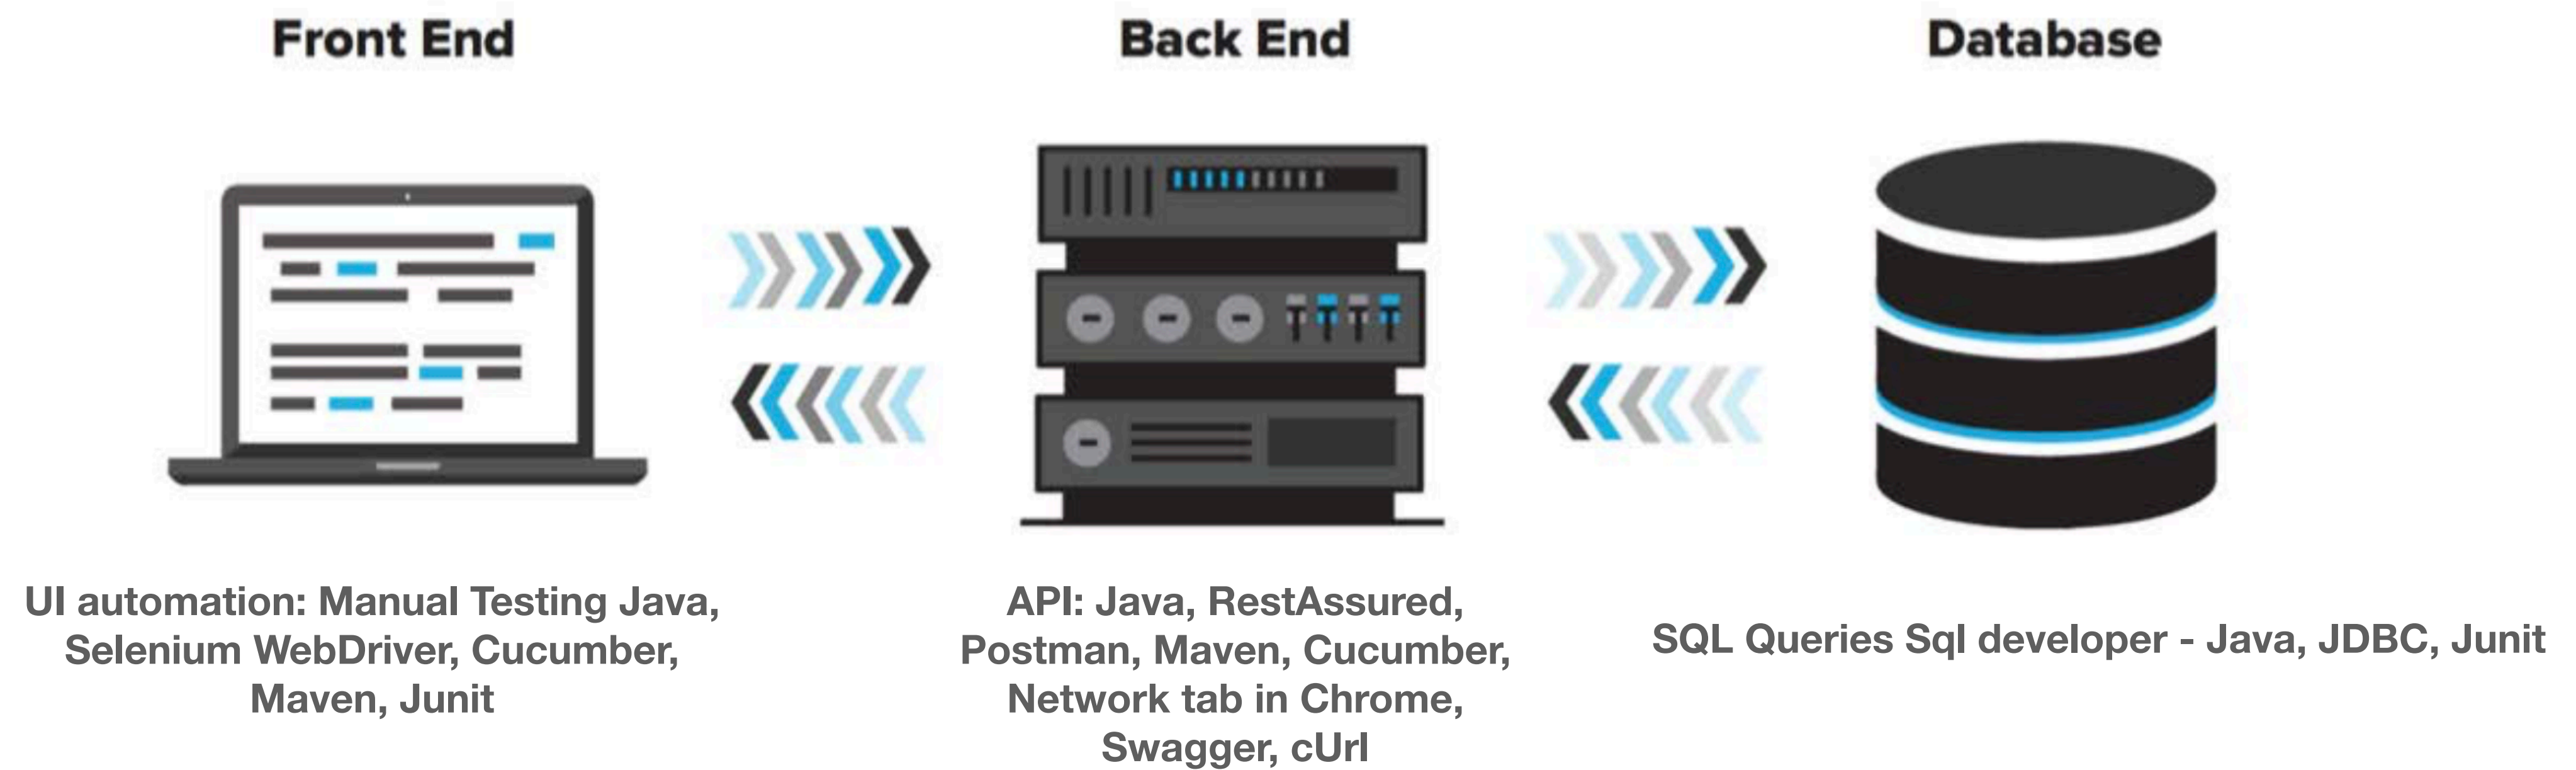 Front End
Back End
Database
UI automation: Manual Testing Java,
Selenium WebDriver, Cucumber,
Maven, Junit
API: Java, RestAssured,
Postman, Maven, Cucumber,
Network tab in Chrome,
Swagger, cUrl
SQL Queries Sql developer - Java, JDBC, Junit